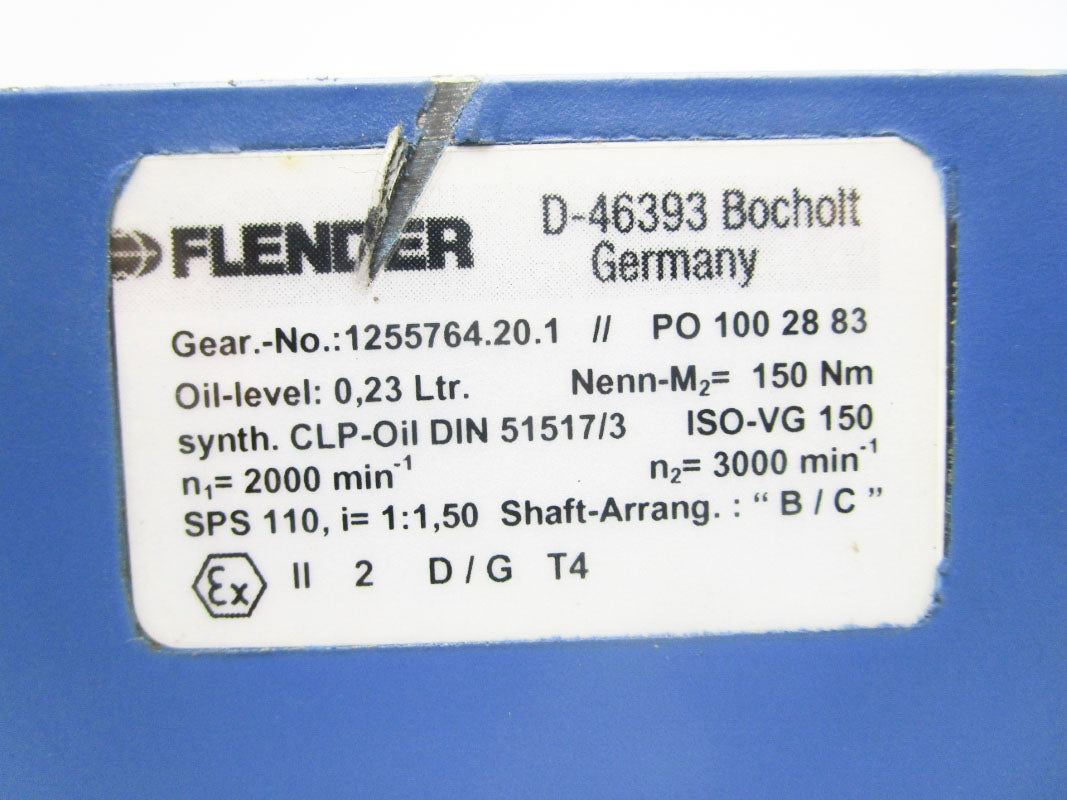 FLENDER
D-46393 Bocholt
Germany
Gear.-No.:1255764.20.1 // PO 100 28 83
Oil-level: 0,23 Ltr. Nenn-M₂= 150 Nm
synth. CLP-Oil DIN 51517/3 ISO-VG 150
n₁= 2000 min⁻¹ n₂= 3000 min⁻¹
SPS 110, i= 1:1,50 Shaft-Arrang. : “ B / C ”
Ex II 2 D / G T4